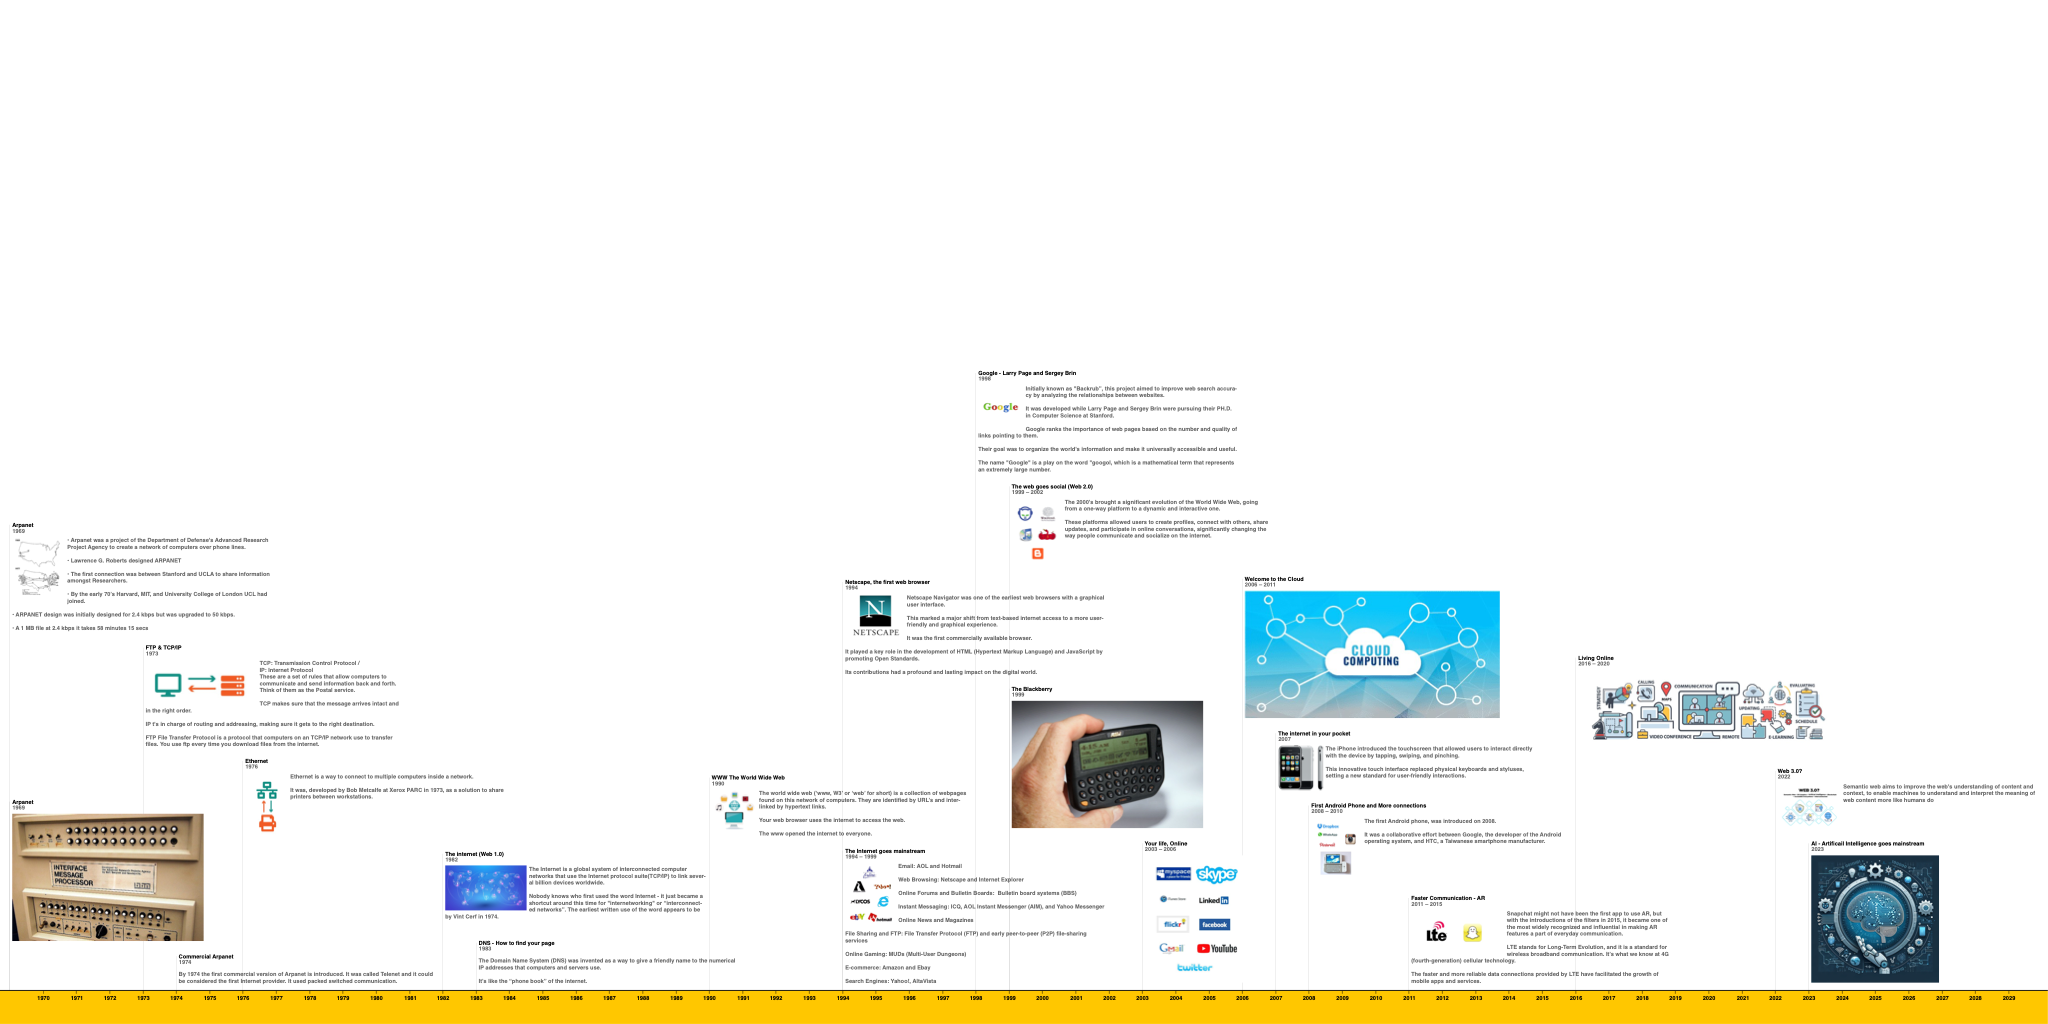 Google - Larry Page and Sergey Brin
1998
Initially known as "Backrub", this project aimed to improve web search accura-
cy by analyzing the relationships between websites.
Google
It was developed while Larry Page and Sergey Brin were pursuing their PH.D.
in Computer Science at Stanford.
Google ranks the importance of web pages based on the number and quality of
links pointing to them.
Their goal was to organize the world's information and make it universally accessible and useful.
The name "Google" is a play on the word "googol, which is a mathematical term that represents
an extremely large number.
The web goes social (Web 2.0)
1999 – 2002
The 2000's brought a significant evolution of the World Wide Web, going
from a one-way platform to a dynamic and interactive one.
These platforms allowed users to create profiles, connect with others, share
updates, and participate in online conversations, significantly changing the
way people communicate and socialize on the internet.
Arpanet
1969
· Arpanet was a project of the Department of Defense's Advanced Research
Project Agency to create a network of computers over phone lines.
· Lawrence G. Roberts designed ARPANET
· The first connection was between Stanford and UCLA to share information
amongst Researchers.
· By the early 70's Harvard, MIT, and University College of London UCL had
joined.
· ARPANET design was initially designed for 2.4 kbps but was upgraded to 50 kbps.
· A 1 MB file at 2.4 kbps it takes 58 minutes 15 secs
Netscape, the first web browser
1994
N
NETSCAPE
Netscape Navigator was one of the earliest web browsers with a graphical
user interface.
This marked a major shift from text-based internet access to a more user-
friendly and graphical experience.
It was the first commercially available browser.
It played a key role in the development of HTML (Hypertext Markup Language) and JavaScript by
promoting Open Standards.
Its contributions had a profound and lasting impact on the digital world.
Welcome to the Cloud
2006 – 2011
CLOUD
COMPUTING
FTP & TCP/IP
1973
TCP: Transmission Control Protocol /
IP: Internet Protocol
These are a set of rules that allow computers to
communicate and send information back and forth.
Think of them as the Postal service.
TCP makes sure that the message arrives intact and
in the right order.
IP t's in charge of routing and addressing, making sure it gets to the right destination.
FTP File Transfer Protocol is a protocol that computers on an TCP/IP network use to transfer
files. You use ftp every time you download files from the internet.
The Blackberry
1999
Living Online
2016 – 2020
STRATEGY
CALLING
MAPS
COMMUNICATION
UPDATING
EVALUATING
SCHEDULE
VIDEO CONFERENCE
REMOTE
E-LEARNING
The internet in your pocket
2007
The iPhone introduced the touchscreen that allowed users to interact directly
with the device by tapping, swiping, and pinching.
This innovative touch interface replaced physical keyboards and styluses,
setting a new standard for user-friendly interactions.
Ethernet
1976
Ethernet is a way to connect to multiple computers inside a network.
It was, developed by Bob Metcalfe at Xerox PARC in 1973, as a solution to share
printers between workstations.
WWW The World Wide Web
1990
The world wide web ('www, W3' or 'web' for short) is a collection of webpages
found on this network of computers. They are identified by URL's and inter-
linked by hypertext links.
Your web browser uses the internet to access the web.
The www opened the internet to everyone.
Web 3.0?
2022
WEB 3.0?
Semantic web aims to improve the web's understanding of content and
context, to enable machines to understand and interpret the meaning of
web content more like humans do
Arpanet
1969
INTERFACE
MESSAGE
PROCESSOR
First Android Phone and More connections
2008 – 2010
Dropbox
WhatsApp
Pinterest
The first Android phone, was introduced on 2008.
It was a collaborative effort between Google, the developer of the Android
operating system, and HTC, a Taiwanese smartphone manufacturer.
The internet (Web 1.0)
1982
The Internet is a global system of interconnected computer
networks that use the Internet protocol suite(TCP/IP) to link sever-
al billion devices worldwide.
Nobody knows who first used the word Internet - it just became a
shortcut around this time for "internetworking" or "interconnect-
ed networks". The earliest written use of the word appears to be
by Vint Cerf in 1974.
The Internet goes mainstream
1994 – 1999
Yahoo!
LYCOS
ebay
hotmail
Email: AOL and Hotmail
Web Browsing: Netscape and Internet Explorer
Online Forums and Bulletin Boards: Bulletin board systems (BBS)
Instant Messaging: ICQ, AOL Instant Messenger (AIM), and Yahoo Messenger
Online News and Magazines
File Sharing and FTP: File Transfer Protocol (FTP) and early peer-to-peer (P2P) file-sharing
services
Online Gaming: MUDs (Multi-User Dungeons)
E-commerce: Amazon and Ebay
Search Engines: Yahoo!, AltaVista
Your life, Online
2003 – 2006
myspace
skype
LinkedIn
flickr
facebook
Gmail
YouTube
twitter
AI - Artificail Intelligence goes mainstream
2023
Faster Communication - AR
2011 – 2015
Lte
Snapchat might not have been the first app to use AR, but
with the introductions of the filters in 2015, it became one of
the most widely recognized and influential in making AR
features a part of everyday communication.
LTE stands for Long-Term Evolution, and it is a standard for
wireless broadband communication. It's what we know at 4G
(fourth-generation) cellular technology.
The faster and more reliable data connections provided by LTE have facilitated the growth of
mobile apps and services.
DNS - How to find your page
1983
The Domain Name System (DNS) was invented as a way to give a friendly name to the numerical
IP addresses that computers and servers use.
It's like the "phone book" of the internet.
Commercial Arpanet
1974
By 1974 the first commercial version of Arpanet is introduced. It was called Telenet and it could
be considered the first Internet provider. It used packed switched communication.
1970 1971 1972 1973 1974 1975 1976 1977 1978 1979 1980 1981 1982 1983 1984 1985 1986 1987 1988 1989 1990 1991 1992 1993 1994 1995 1996 1997 1998 1999 2000 2001 2002 2003 2004 2005 2006 2007 2008 2009 2010 2011 2012 2013 2014 2015 2016 2017 2018 2019 2020 2021 2022 2023 2024 2025 2026 2027 2028 2029